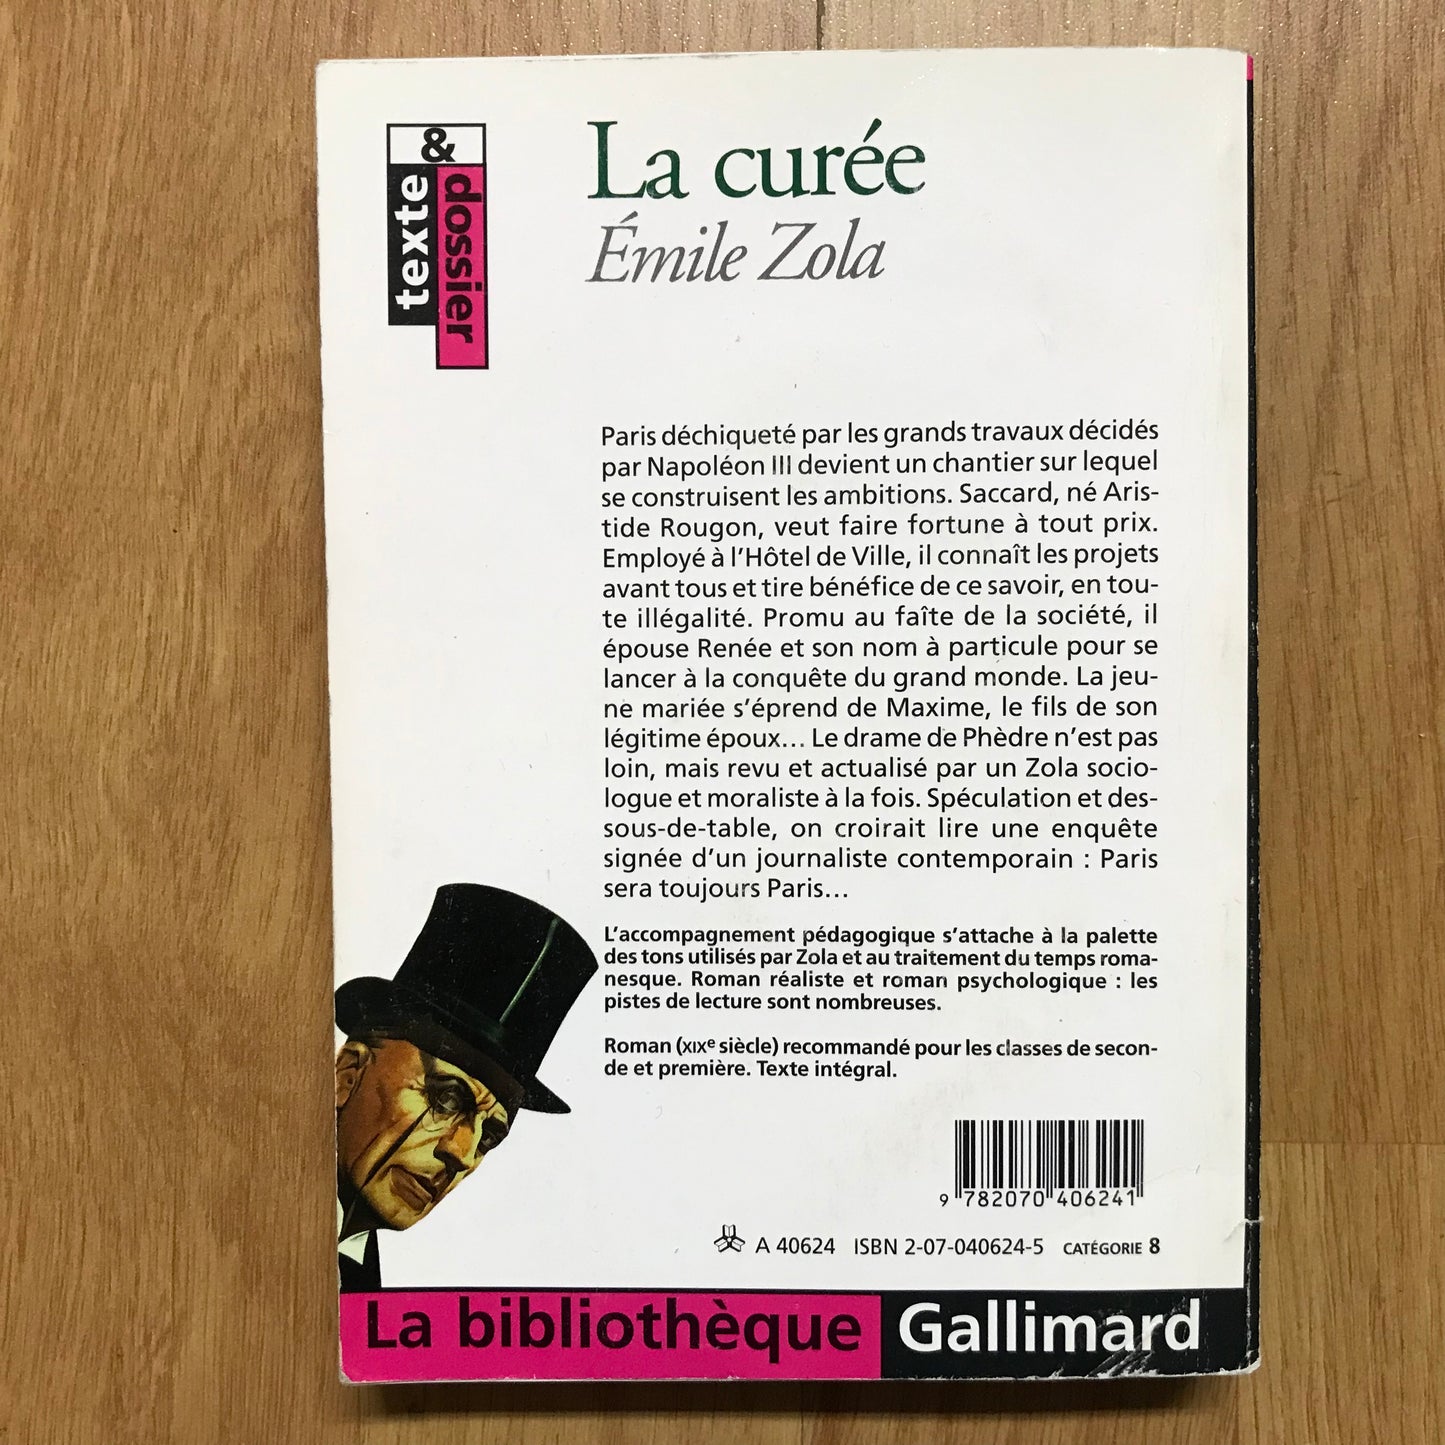 texte & dossier
La curée
Émile Zola
Paris déchiqueté par les grands travaux décidés
par Napoléon III devient un chantier sur lequel
se construisent les ambitions. Saccard, né Aris-
tide Rougon, veut faire fortune à tout prix.
Employé à l'Hôtel de Ville, il connaît les projets
avant tous et tire bénéfice de ce savoir, en tou-
te illégalité. Promu au faîte de la société, il
épouse Renée et son nom à particule pour se
lancer à la conquête du grand monde. La jeu-
ne mariée s'éprend de Maxime, le fils de son
légitime époux... Le drame de Phèdre n'est pas
loin, mais revu et actualisé par un Zola socio-
logue et moraliste à la fois. Spéculation et des-
sous-de-table, on croirait lire une enquête
signée d'un journaliste contemporain : Paris
sera toujours Paris...
L'accompagnement pédagogique s'attache à la palette
des tons utilisés par Zola et au traitement du temps roma-
nesque. Roman réaliste et roman psychologique : les
pistes de lecture sont nombreuses.
Roman (XIXe siècle) recommandé pour les classes de secon-
de et première. Texte intégral.
9 782070 406241
A 40624 ISBN 2-07-040624-5 CATÉGORIE 8
La bibliothèque Gallimard